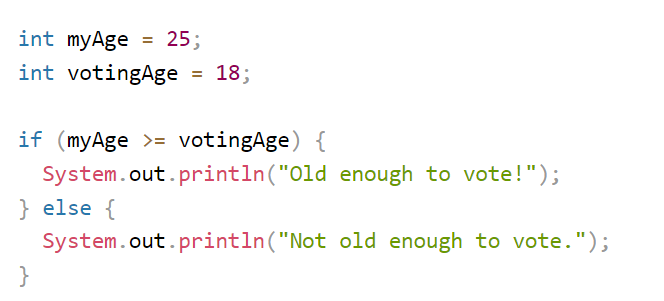 int myAge = 25;
int votingAge = 18;

if (myAge >= votingAge) {
  System.out.println("Old enough to vote!");
} else {
  System.out.println("Not old enough to vote.");
}